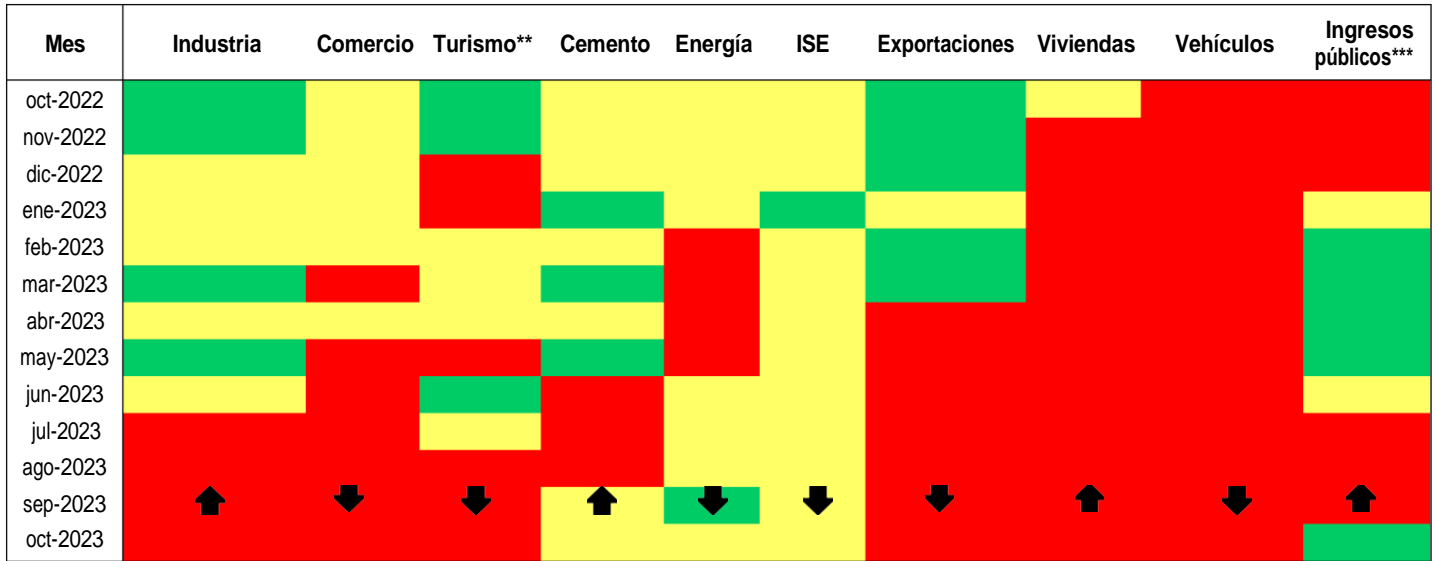 Mes Industria Comercio Turismo** Cemento Energía ISE Exportaciones Viviendas Vehículos Ingresos públicos***
oct-2022
nov-2022
dic-2022
ene-2023
feb-2023
mar-2023
abr-2023
may-2023
jun-2023
jul-2023
ago-2023
sep-2023
oct-2023